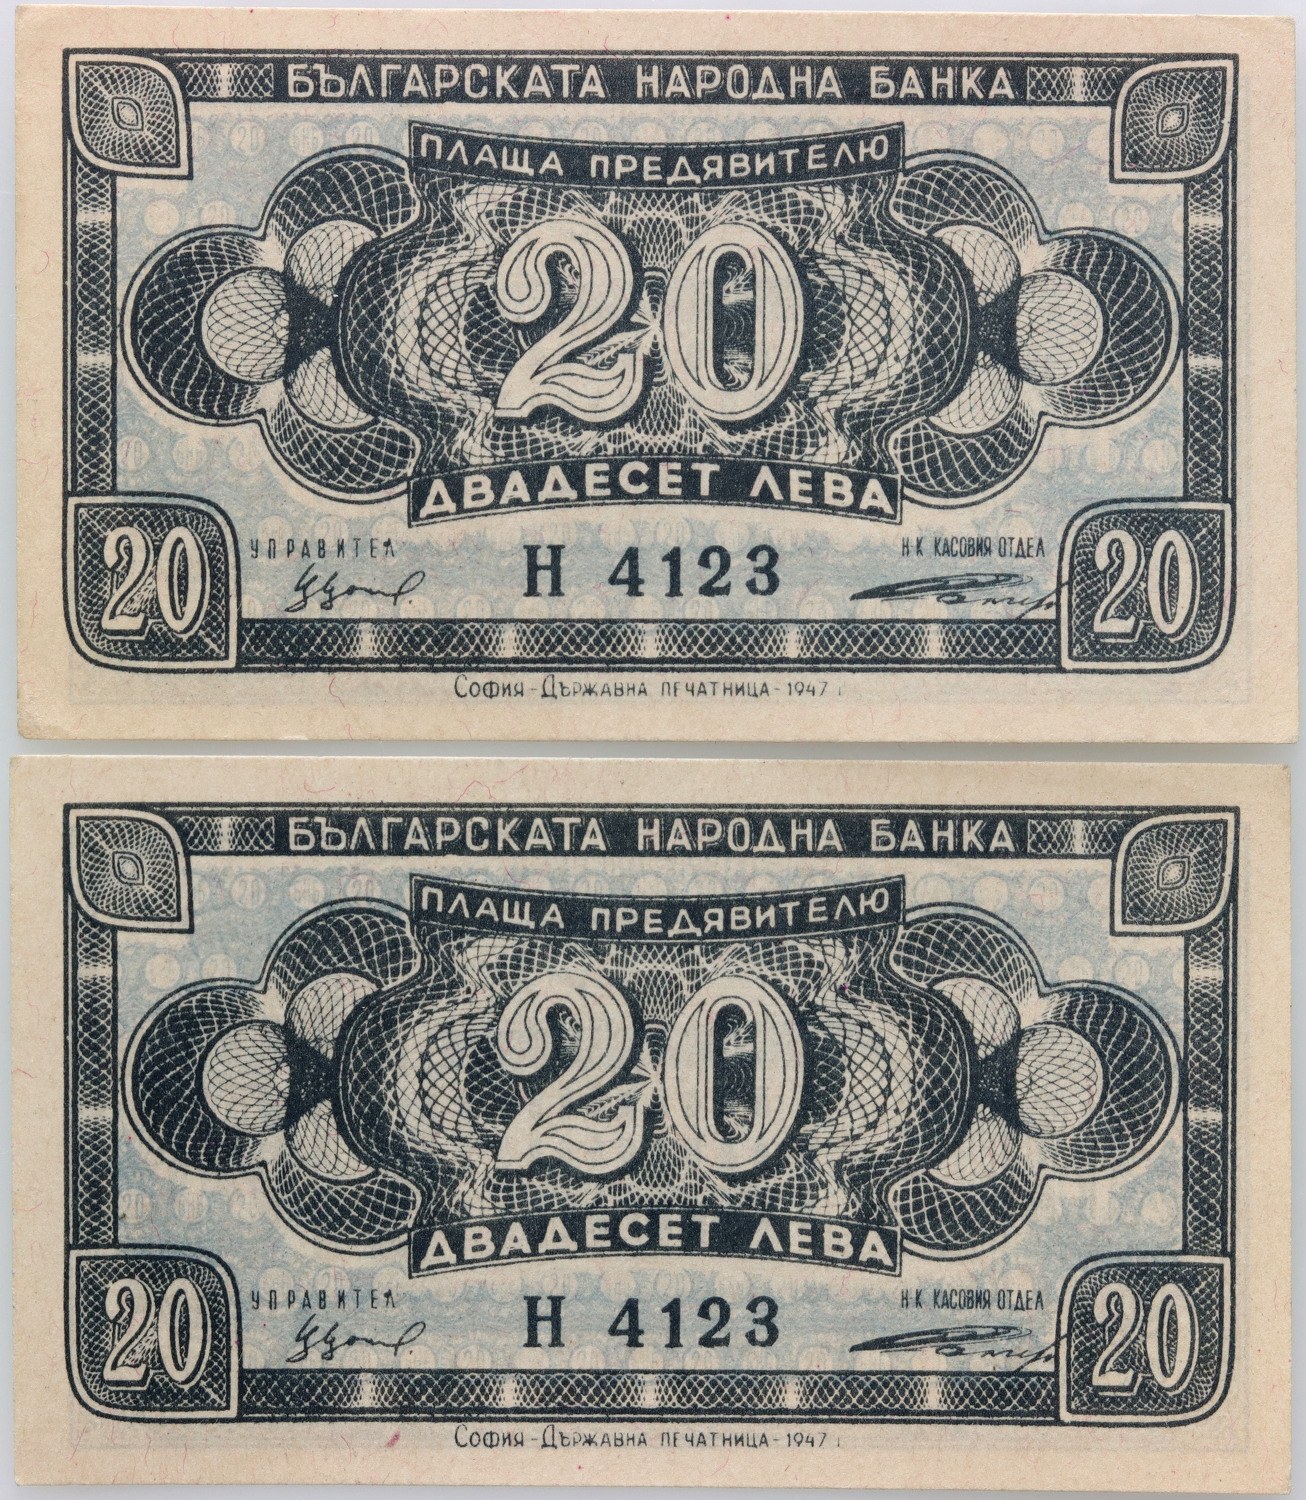 БЪЛГАРСКАТА НАРОДНА БАНКА
ПЛАЩА ПРЕДЯВИТЕЛЮ
20
ДВАДЕСЕТ ЛЕВА
20
УПРАВИТЕЛ
Н 4123
Н-К КАСОВИЯ ОТДЕЛ
20
СОФИЯ - ДЪРЖАВНА ПЕЧАТНИЦА - 1947 г
БЪЛГАРСКАТА НАРОДНА БАНКА
ПЛАЩА ПРЕДЯВИТЕЛЮ
20
ДВАДЕСЕТ ЛЕВА
20
УПРАВИТЕЛ
Н 4123
Н-К КАСОВИЯ ОТДЕЛ
20
СОФИЯ - ДЪРЖАВНА ПЕЧАТНИЦА - 1947 г